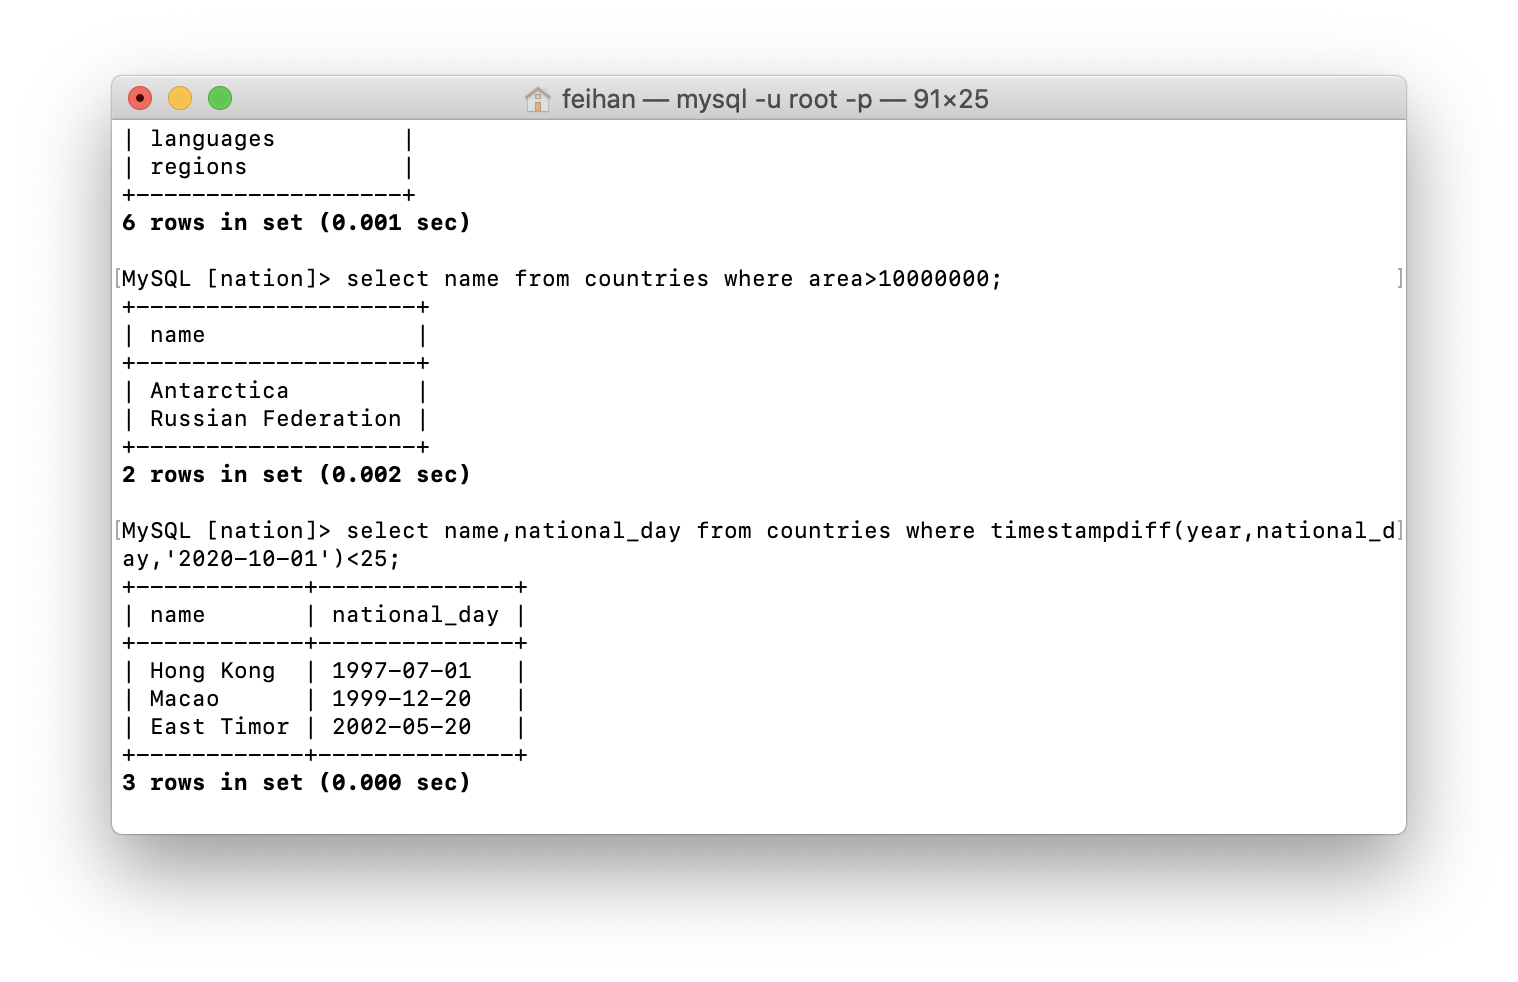 feihan — mysql -u root -p — 91×25
| languages         |
| regions           |
+-------------------+
6 rows in set (0.001 sec)
[MySQL [nation]> select name from countries where area>10000000; ]
+--------------------+
| name               |
+--------------------+
| Antarctica         |
| Russian Federation |
+--------------------+
2 rows in set (0.002 sec)
[MySQL [nation]> select name,national_day from countries where timestampdiff(year,national_d]
ay,'2020-10-01')<25;
+------------+--------------+
| name       | national_day |
+------------+--------------+
| Hong Kong  | 1997-07-01   |
| Macao      | 1999-12-20   |
| East Timor | 2002-05-20   |
+------------+--------------+
3 rows in set (0.000 sec)